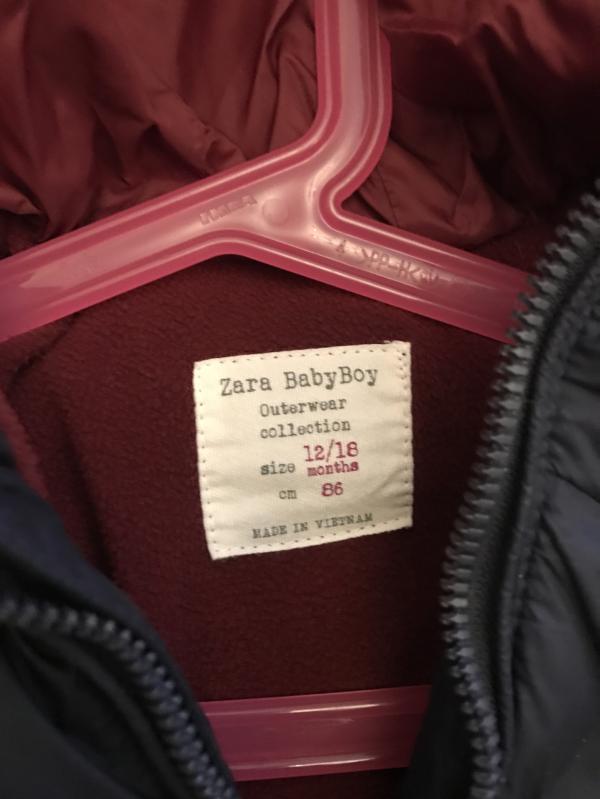 Zara BabyBoy
Outerwear
collection
size 12/18 months
cm 86
MADE IN VIETNAM